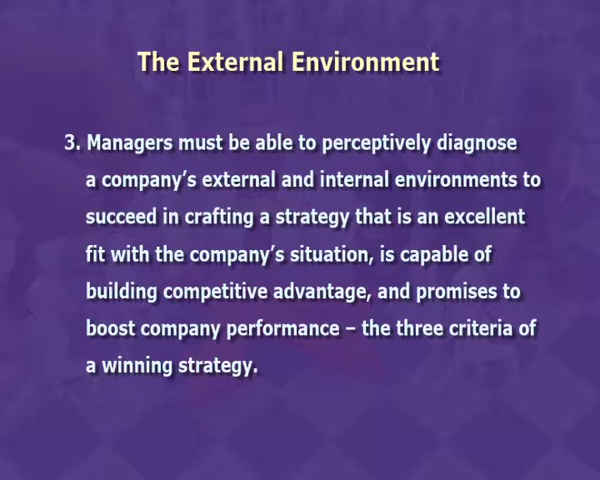 The External Environment
3. Managers must be able to perceptively diagnose
a company’s external and internal environments to
succeed in crafting a strategy that is an excellent
fit with the company’s situation, is capable of
building competitive advantage, and promises to
boost company performance – the three criteria of
a winning strategy.